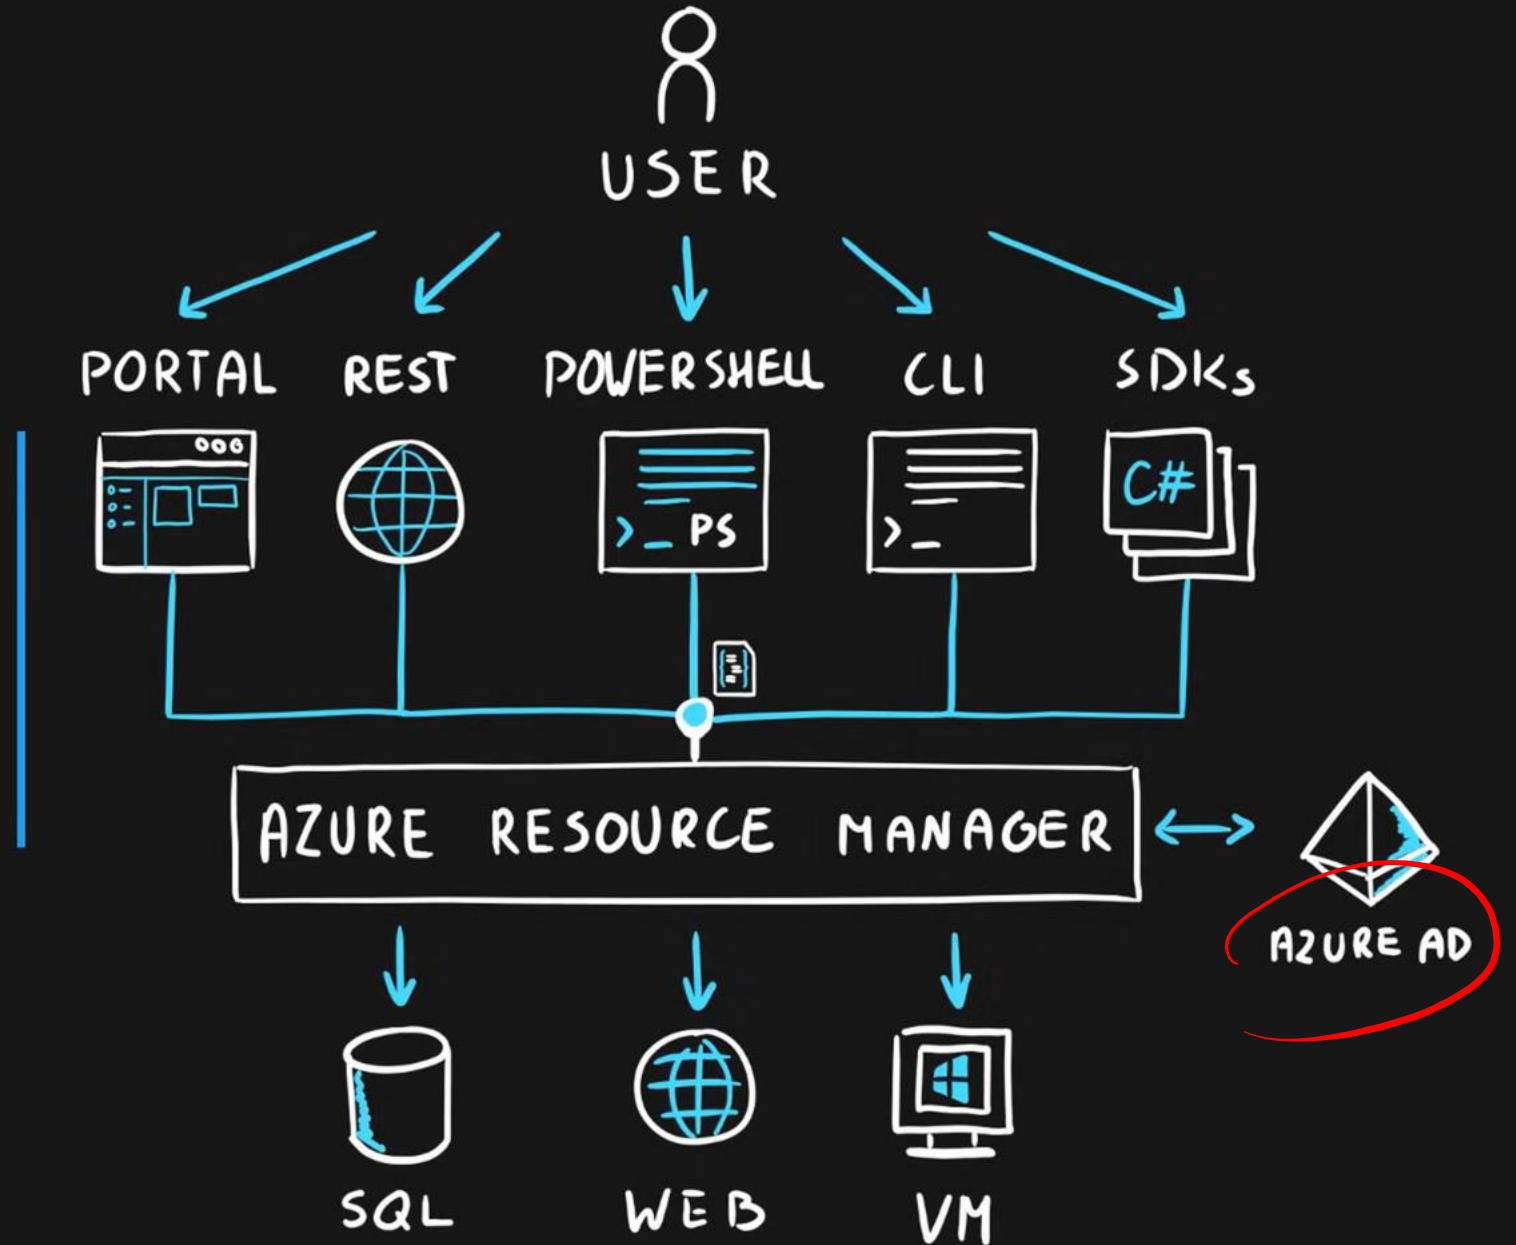 USER
PORTAL REST POWERSHELL CLI SDKs
C#
>_ PS >_
AZURE RESOURCE MANAGER
AZURE AD
SQL WEB VM